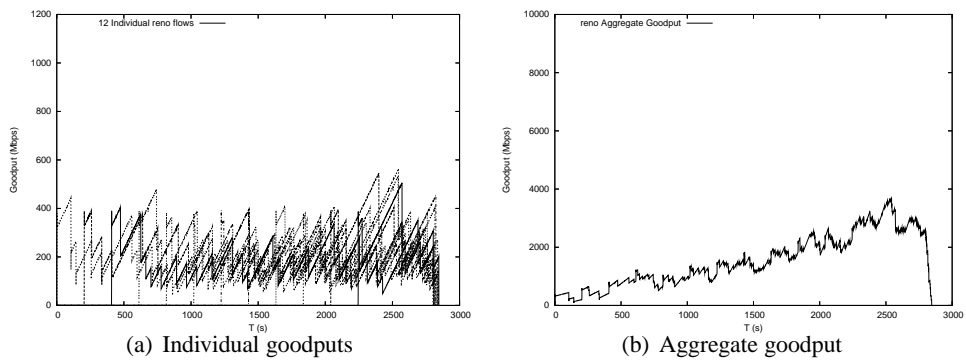 12 Individual reno flows
1200
1000
800
600
400
200
0
Goodput (Mbps)
0 500 1000 1500 2000 2500 3000
T (s)
(a) Individual goodputs
reno Aggregate Goodput
10000
8000
6000
4000
2000
0
Goodput (Mbps)
0 500 1000 1500 2000 2500 3000
T (s)
(b) Aggregate goodput